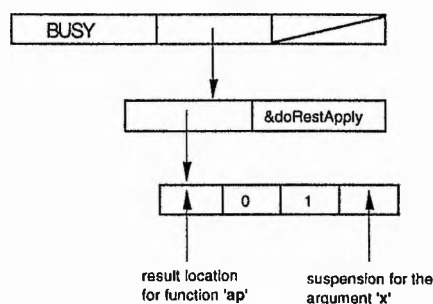 BUSY
&doRestApply
0 1
result location
for function 'ap'
suspension for the
argument 'x'